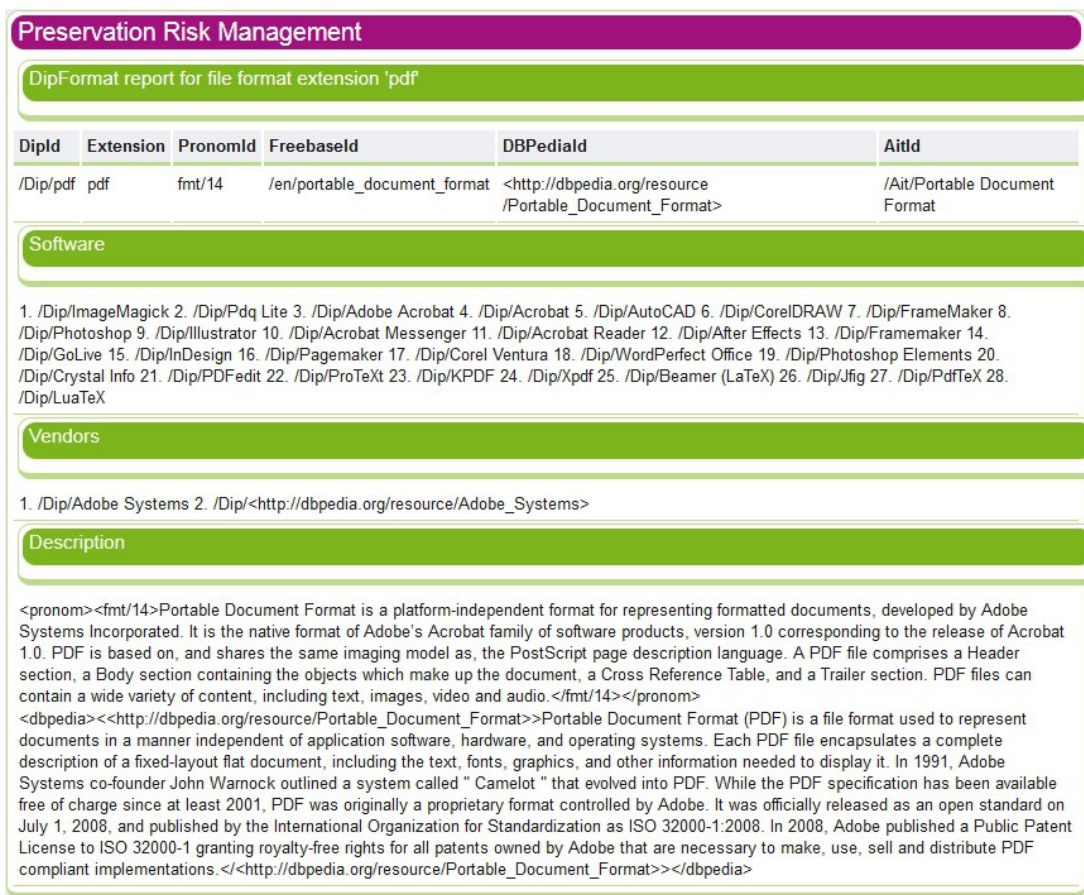 Preservation Risk Management
DipFormat report for file format extension 'pdf'
DipId Extension PronomId FreebaseId DBPediaId AitId
/Dip/pdf pdf fmt/14 /en/portable_document_format <http://dbpedia.org/resource /Ait/Portable Document
/Portable_Document_Format> Format
Software
1. /Dip/ImageMagick 2. /Dip/Pdq Lite 3. /Dip/Adobe Acrobat 4. /Dip/Acrobat 5. /Dip/AutoCAD 6. /Dip/CorelDRAW 7. /Dip/FrameMaker 8.
/Dip/Photoshop 9. /Dip/Illustrator 10. /Dip/Acrobat Messenger 11. /Dip/Acrobat Reader 12. /Dip/After Effects 13. /Dip/Framemaker 14.
/Dip/GoLive 15. /Dip/InDesign 16. /Dip/Pagemaker 17. /Dip/Corel Ventura 18. /Dip/WordPerfect Office 19. /Dip/Photoshop Elements 20.
/Dip/Crystal Info 21. /Dip/PDFedit 22. /Dip/ProTeXt 23. /Dip/KPDF 24. /Dip/Xpdf 25. /Dip/Beamer (LaTeX) 26. /Dip/Jfig 27. /Ait/PdfTeX 28.
/Dip/LuaTeX
Vendors
1. /Dip/Adobe Systems 2. /Dip/<http://dbpedia.org/resource/Adobe_Systems>
Description
<pronom><fmt/14>Portable Document Format is a platform-independent format for representing formatted documents, developed by Adobe
Systems Incorporated. It is the native format of Adobe's Acrobat family of software products, version 1.0 corresponding to the release of Acrobat
1.0. PDF is based on, and shares the same imaging model as, the PostScript page description language. A PDF file comprises a Header
section, a Body section containing the objects which make up the document, a Cross Reference Table, and a Trailer section. PDF files can
contain a wide variety of content, including text, images, video and audio.</fmt/14></pronom>
<dbpedia><<http://dbpedia.org/resource/Portable_Document_Format>>Portable Document Format (PDF) is a file format used to represent
documents in a manner independent of application software, hardware, and operating systems. Each PDF file encapsulates a complete
description of a fixed-layout flat document, including the text, fonts, graphics, and other information needed to display it. In 1991, Adobe
Systems co-founder John Warnock outlined a system called " Camelot " that evolved into PDF. While the PDF specification has been available
free of charge since at least 2001, PDF was originally a proprietary format controlled by Adobe. It was officially released as an open standard on
July 1, 2008, and published by the International Organization for Standardization as ISO 32000-1:2008. In 2008, Adobe published a Public Patent
License to ISO 32000-1 granting royalty-free rights for all patents owned by Adobe that are necessary to make, use, sell and distribute PDF
compliant implementations.</<http://dbpedia.org/resource/Portable_Document_Format>></dbpedia>